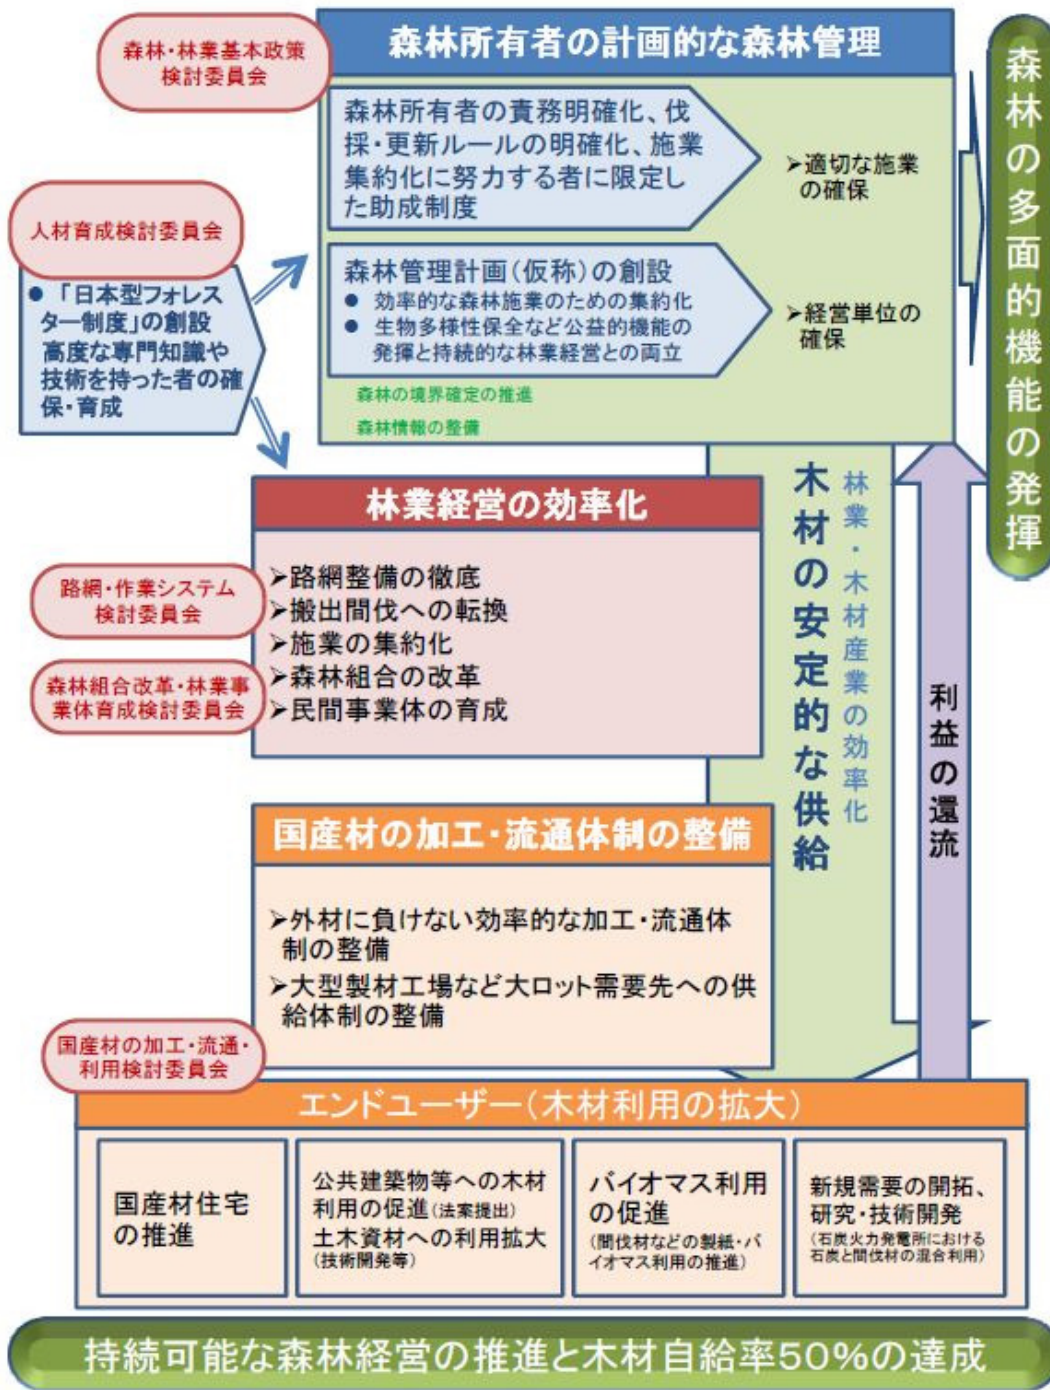 森林・林業基本政策
検討委員会
森林所有者の計画的な森林管理
森林所有者の責務明確化、伐
採・更新ルールの明確化、施業
集約化に努力する者に限定し
た助成制度
➢適切な施業
の確保
人材育成検討委員会
● 「日本型フォレス
ター制度」の創設
高度な専門知識や
技術を持った者の確
保・育成
森林管理計画(仮称)の創設
● 効率的な森林施業のための集約化
● 生物多様性保全など公益的機能の
発揮と持続的な林業経営との両立
➢経営単位の
確保
森林の境界確定の推進
森林情報の整備
森林の多面的機能の発揮
林業経営の効率化
➢路網整備の徹底
➢搬出間伐への転換
➢施業の集約化
➢森林組合の改革
➢民間事業体の育成
路網・作業システム
検討委員会
森林組合改革・林業事
業体育成検討委員会
木材の安定的な供給
林業・木材産業の効率化
利益の還流
国産材の加工・流通体制の整備
➢外材に負けない効率的な加工・流通体
制の整備
➢大型製材工場など大ロット需要先への供
給体制の整備
国産材の加工・流通・
利用検討委員会
エンドユーザー(木材利用の拡大)
国産材住宅
の推進
公共建築物等への木材
利用の促進(法案提出)
土木資材への利用拡大
(技術開発等)
バイオマス利用
の促進
(間伐材などの製紙・バ
イオマス利用の推進)
新規需要の開拓、
研究・技術開発
(石炭火力発電所における
石炭と間伐材の混合利用)
持続可能な森林経営の推進と木材自給率50%の達成